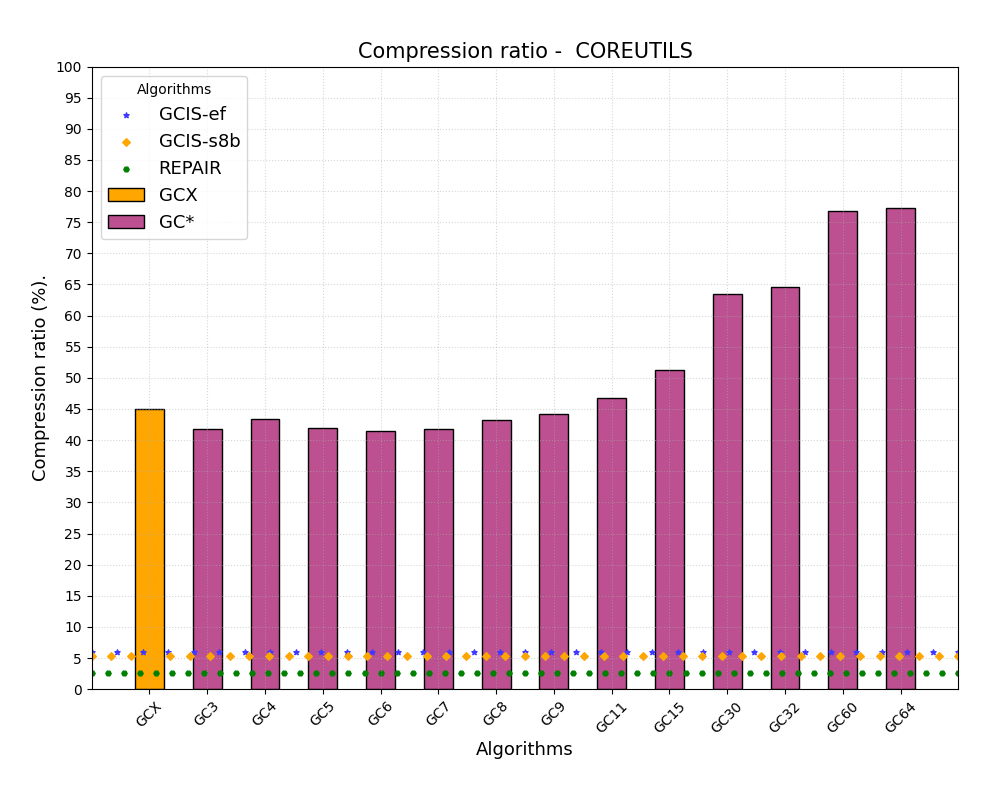 Compression ratio -  COREUTILS
Compression ratio (%).
100
95
90
85
80
75
70
65
60
55
50
45
40
35
30
25
20
15
10
5
0
Algorithms
GCIS-ef
GCIS-s8b
REPAIR
GCX
GC*
GCX
GC3
GC4
GC5
GC6
GC7
GC8
GC9
GC11
GC15
GC30
GC32
GC60
GC64
Algorithms